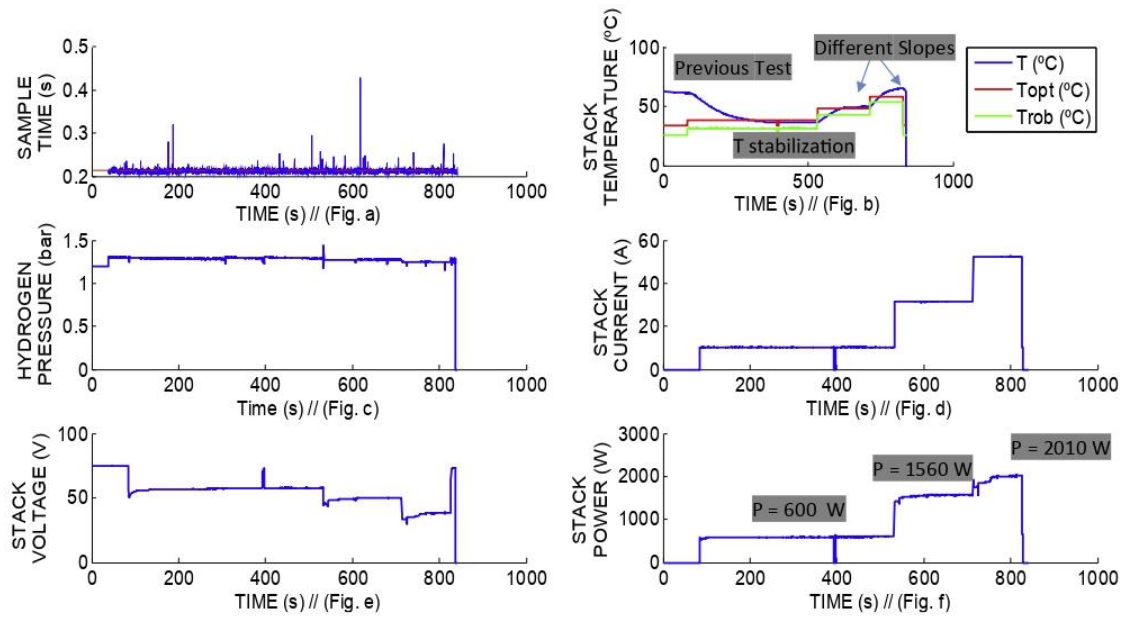 SAMPLE
TIME (s)
0.5
0.4
0.3
0.2
0
200
400
600
800
1000
TIME (s) // (Fig. a)
STACK
TEMPERATURE (ºC)
100
50
0
Previous Test
Different Slopes
T stabilization
0
500
1000
TIME (s) // (Fig. b)
T (ºC)
Topt (ºC)
Trob (ºC)
HYDROGEN
PRESSURE (bar)
1.5
1
0.5
0
0
200
400
600
800
1000
Time (s) // (Fig. c)
STACK
CURRENT (A)
60
40
20
0
0
200
400
600
800
1000
TIME (s) // (Fig. d)
STACK
VOLTAGE (V)
100
50
0
0
200
400
600
800
1000
TIME (s) // (Fig. e)
STACK
POWER (W)
3000
2000
1000
0
P = 600 W
P = 1560 W
P = 2010 W
0
200
400
600
800
1000
TIME (s) // (Fig. f)